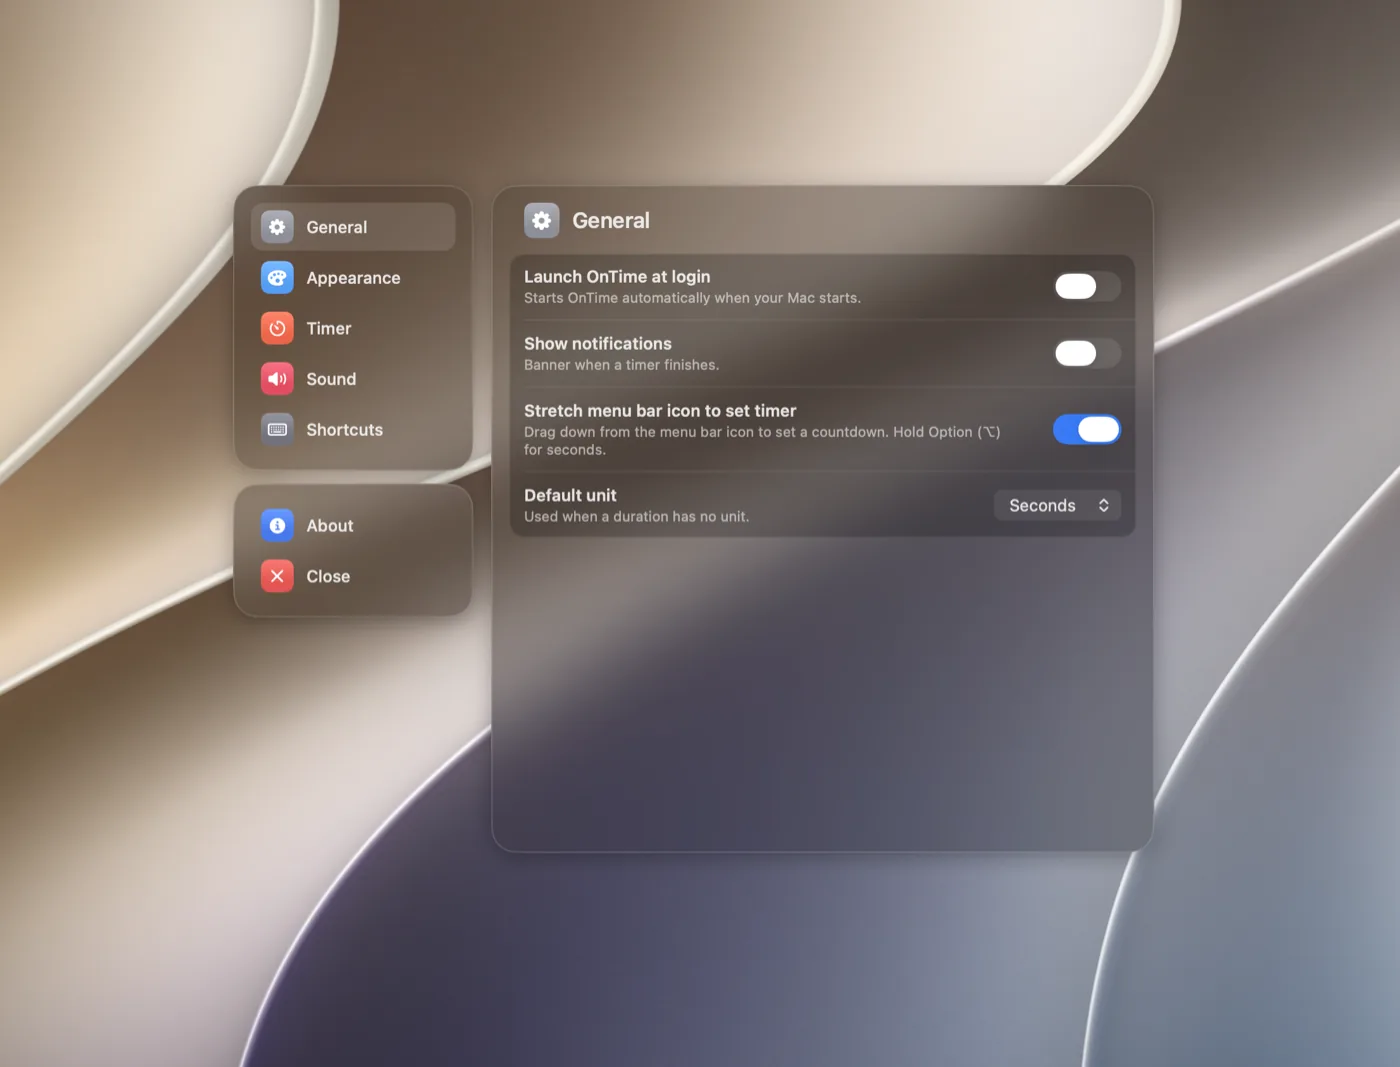 General
Appearance
Timer
Sound
Shortcuts
About
Close
General
Launch OnTime at login
Starts OnTime automatically when your Mac starts.
Show notifications
Banner when a timer finishes.
Stretch menu bar icon to set timer
Drag down from the menu bar icon to set a countdown. Hold Option (⌥)
for seconds.
Default unit
Used when a duration has no unit.
Seconds